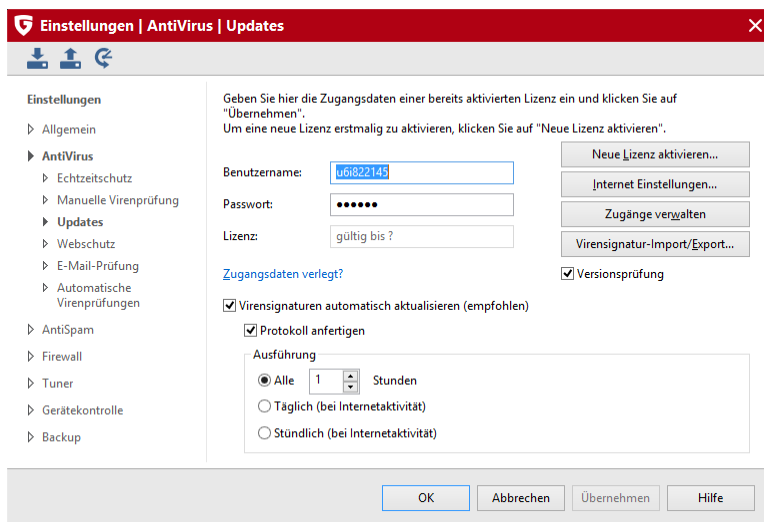 Einstellungen | AntiVirus | Updates
Einstellungen
Allgemein
AntiVirus
Echtzeitschutz
Manuelle Virenprüfung
Updates
Webschutz
E-Mail-Prüfung
Automatische
Virenprüfungen
AntiSpam
Firewall
Tuner
Gerätekontrolle
Backup
Geben Sie hier die Zugangsdaten einer bereits aktivierten Lizenz ein und klicken Sie auf
"Übernehmen".
Um eine neue Lizenz erstmalig zu aktivieren, klicken Sie auf "Neue Lizenz aktivieren".
Benutzername: u6i822145
Passwort: ••••••
Lizenz: gültig bis ?
Zugangsdaten verlegt?
Neue Lizenz aktivieren...
Internet Einstellungen...
Zugänge verwalten
Virensignatur-Import/Export...
Versionsprüfung
Virensignaturen automatisch aktualisieren (empfohlen)
Protokoll anfertigen
Ausführung
Alle 1 Stunden
Täglich (bei Internetaktivität)
Stündlich (bei Internetaktivität)
OK Abbrechen Übernehmen Hilfe